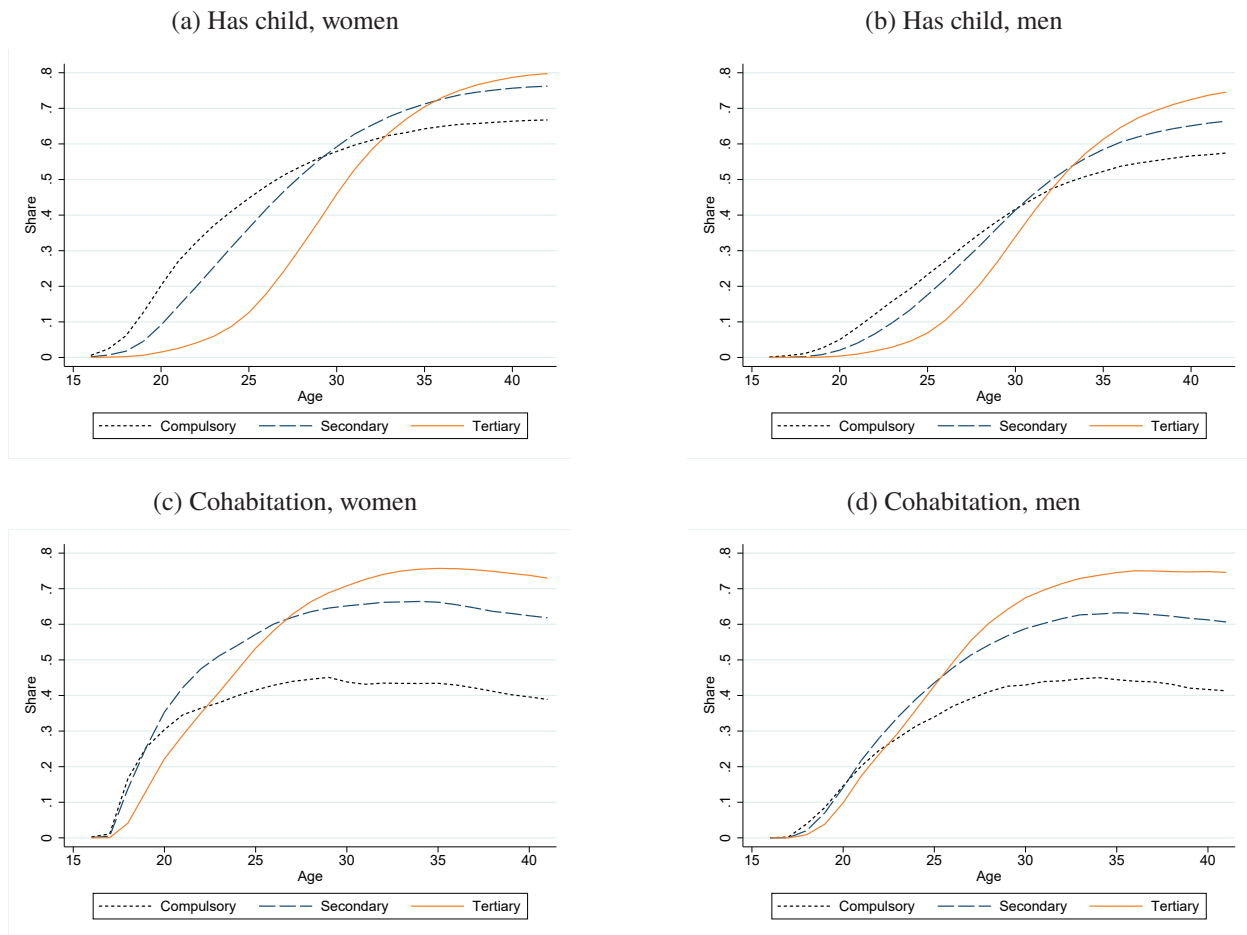 (a) Has child, women
.8
.7
.6
.5
.4
.3
.2
.1
0
Share
15 20 25 30 35 40
Age
Compulsory Secondary Tertiary
(b) Has child, men
.8
.7
.6
.5
.4
.3
.2
.1
0
Share
15 20 25 30 35 40
Age
Compulsory Secondary Tertiary
(c) Cohabitation, women
.8
.7
.6
.5
.4
.3
.2
.1
0
Share
15 20 25 30 35 40
Age
Compulsory Secondary Tertiary
(d) Cohabitation, men
.8
.7
.6
.5
.4
.3
.2
.1
0
Share
15 20 25 30 35 40
Age
Compulsory Secondary Tertiary